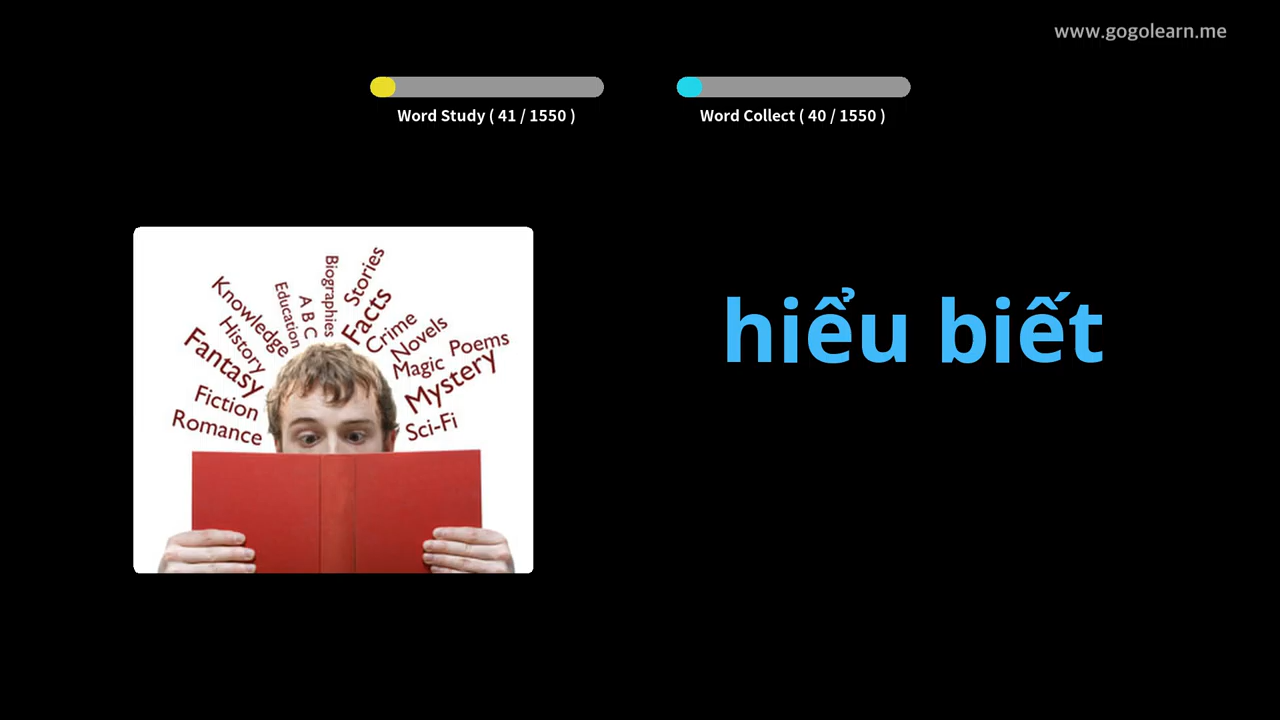 www.gogolearn.me
Word Study ( 41 / 1550 )
Word Collect ( 40 / 1550 )
Knowledge
History
Fantasy
Fiction
Romance
Education
A B C
Biographies
Stories
Facts
Crime
Novels
Magic
Poems
Mystery
Sci-Fi
hiểu biết